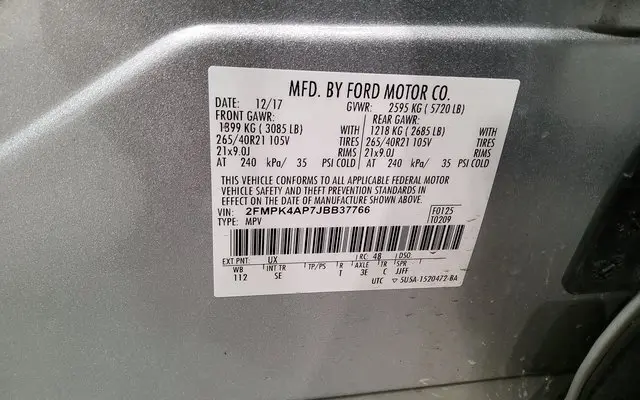 MFD. BY FORD MOTOR CO.
DATE: 12/17 GVWR: 2595 KG ( 5720 LB)
FRONT GAWR: REAR GAWR:
1399 KG ( 3085 LB) WITH 1218 KG ( 2685 LB) WITH
265/40R21 105V TIRES 265/40R21 105V TIRES
21x9.0J RIMS 21x9.0J RIMS
AT 240 kPa/ 35 PSI COLD AT 240 kPa/ 35 PSI COLD
THIS VEHICLE CONFORMS TO ALL APPLICABLE FEDERAL MOTOR
VEHICLE SAFETY AND THEFT PREVENTION STANDARDS IN
EFFECT ON THE DATE OF MANUFACTURE SHOWN ABOVE.
VIN: 2FMPK4AP7JBB37766 F0125
TYPE: MPV T0209
EXT PNT: UX RC: 48 DSO:
WB INT TR TP/PS R AXLE TR SPR
112 SE T 3E C JJFF
UTC ▽ 5U5A-1520472-BA